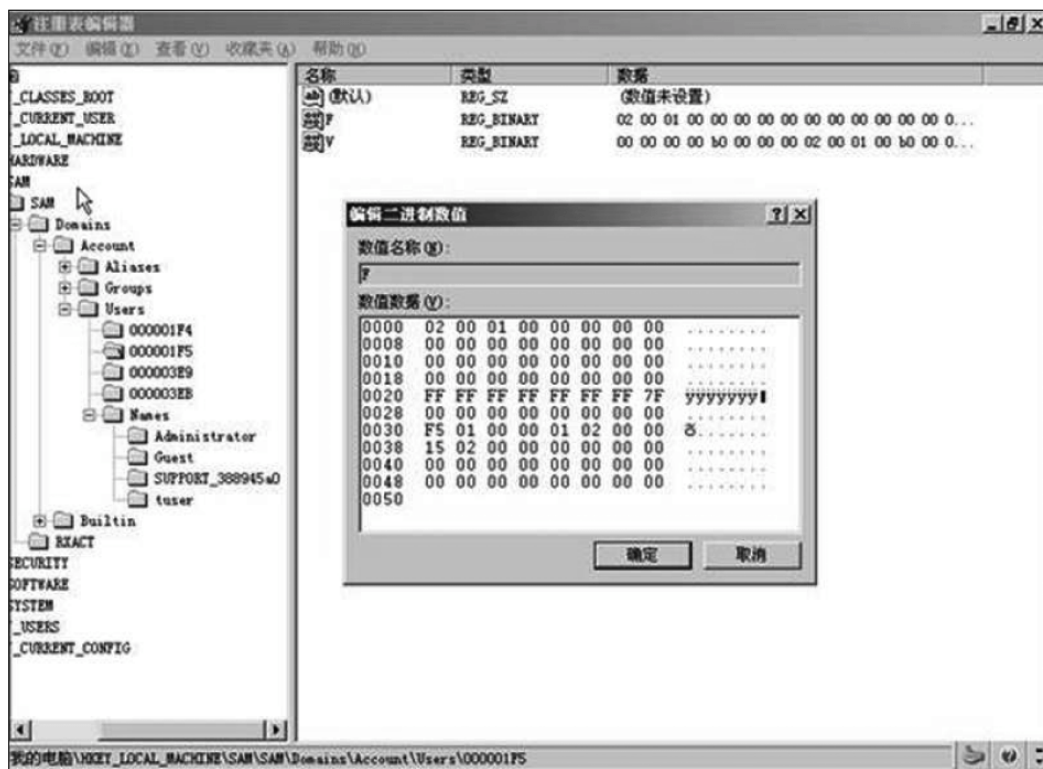 注册表编辑器
文件(F) 编辑(E) 查看(V) 收藏夹(A) 帮助(H)
_CLASSES_ROOT
_CURRENT_USER
_LOCAL_MACHINE
HARDWARE
SAM
SAM
Domains
Account
Aliases
Groups
Users
000001F4
000001F5
000003E9
000003EB
Names
Administrator
Guest
SUPPORT_388945a0
tuser
Builtin
RXACT
SECURITY
SOFTWARE
SYSTEM
_USERS
_CURRENT_CONFIG
名称 类型 数据
(默认) REG_SZ (数值未设置)
F REG_BINARY 02 00 01 00 00 00 00 00 00 00 00 00 00 00 0...
V REG_BINARY 00 00 00 00 b0 00 00 00 02 00 01 00 b0 00 0...
编辑二进制数值
数值名称(N):
F
数值数据(V):
0000 02 00 01 00 00 00 00 00 ........
0008 00 00 00 00 00 00 00 00 ........
0010 00 00 00 00 00 00 00 00 ........
0018 00 00 00 00 00 00 00 00 ........
0020 FF FF FF FF FF FF FF 7F ÿÿÿÿÿÿÿ
0028 00 00 00 00 00 00 00 00 ........
0030 F5 01 00 00 01 02 00 00 õ.......
0038 15 02 00 00 00 00 00 00 ........
0040 00 00 00 00 00 00 00 00 ........
0048 00 00 00 00 00 00 00 00 ........
0050
确定 取消
我的电脑\HKEY_LOCAL_MACHINE\SAM\SAM\Domains\Account\Users\000001F5